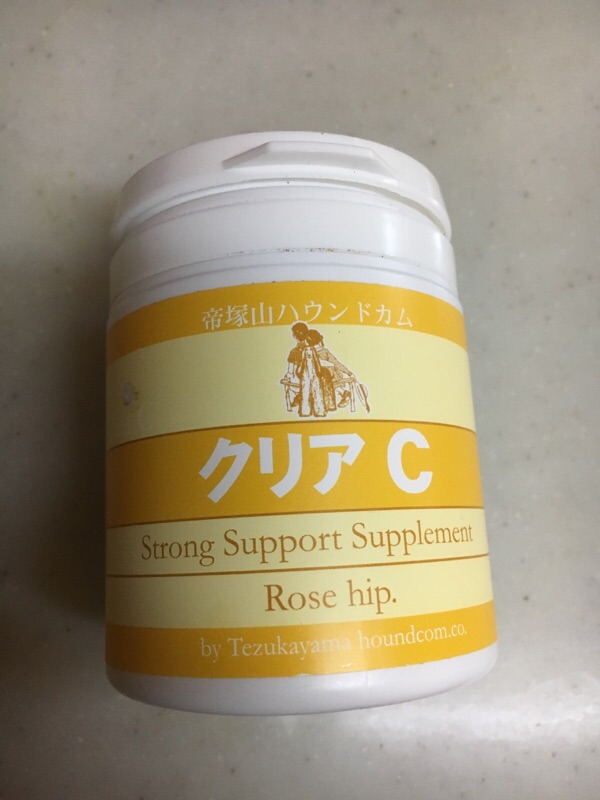 帝塚山ハウンドカム
クリア C
Strong Support Supplement
Rose hip.
by Tezukayama houndcom.co.